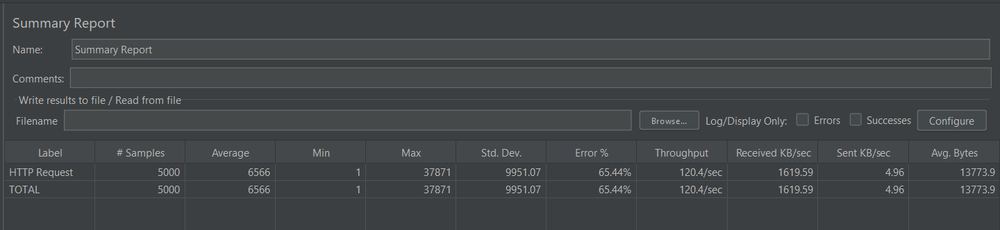 Summary Report
Name: Summary Report
Comments:
Write results to file / Read from file
Filename Browse... Log/Display Only: Errors Successes Configure
Label # Samples Average Min Max Std. Dev. Error % Throughput Received KB/sec Sent KB/sec Avg. Bytes
HTTP Request 5000 6566 1 37871 9951.07 65.44% 120.4/sec 1619.59 4.96 13773.9
TOTAL 5000 6566 1 37871 9951.07 65.44% 120.4/sec 1619.59 4.96 13773.9